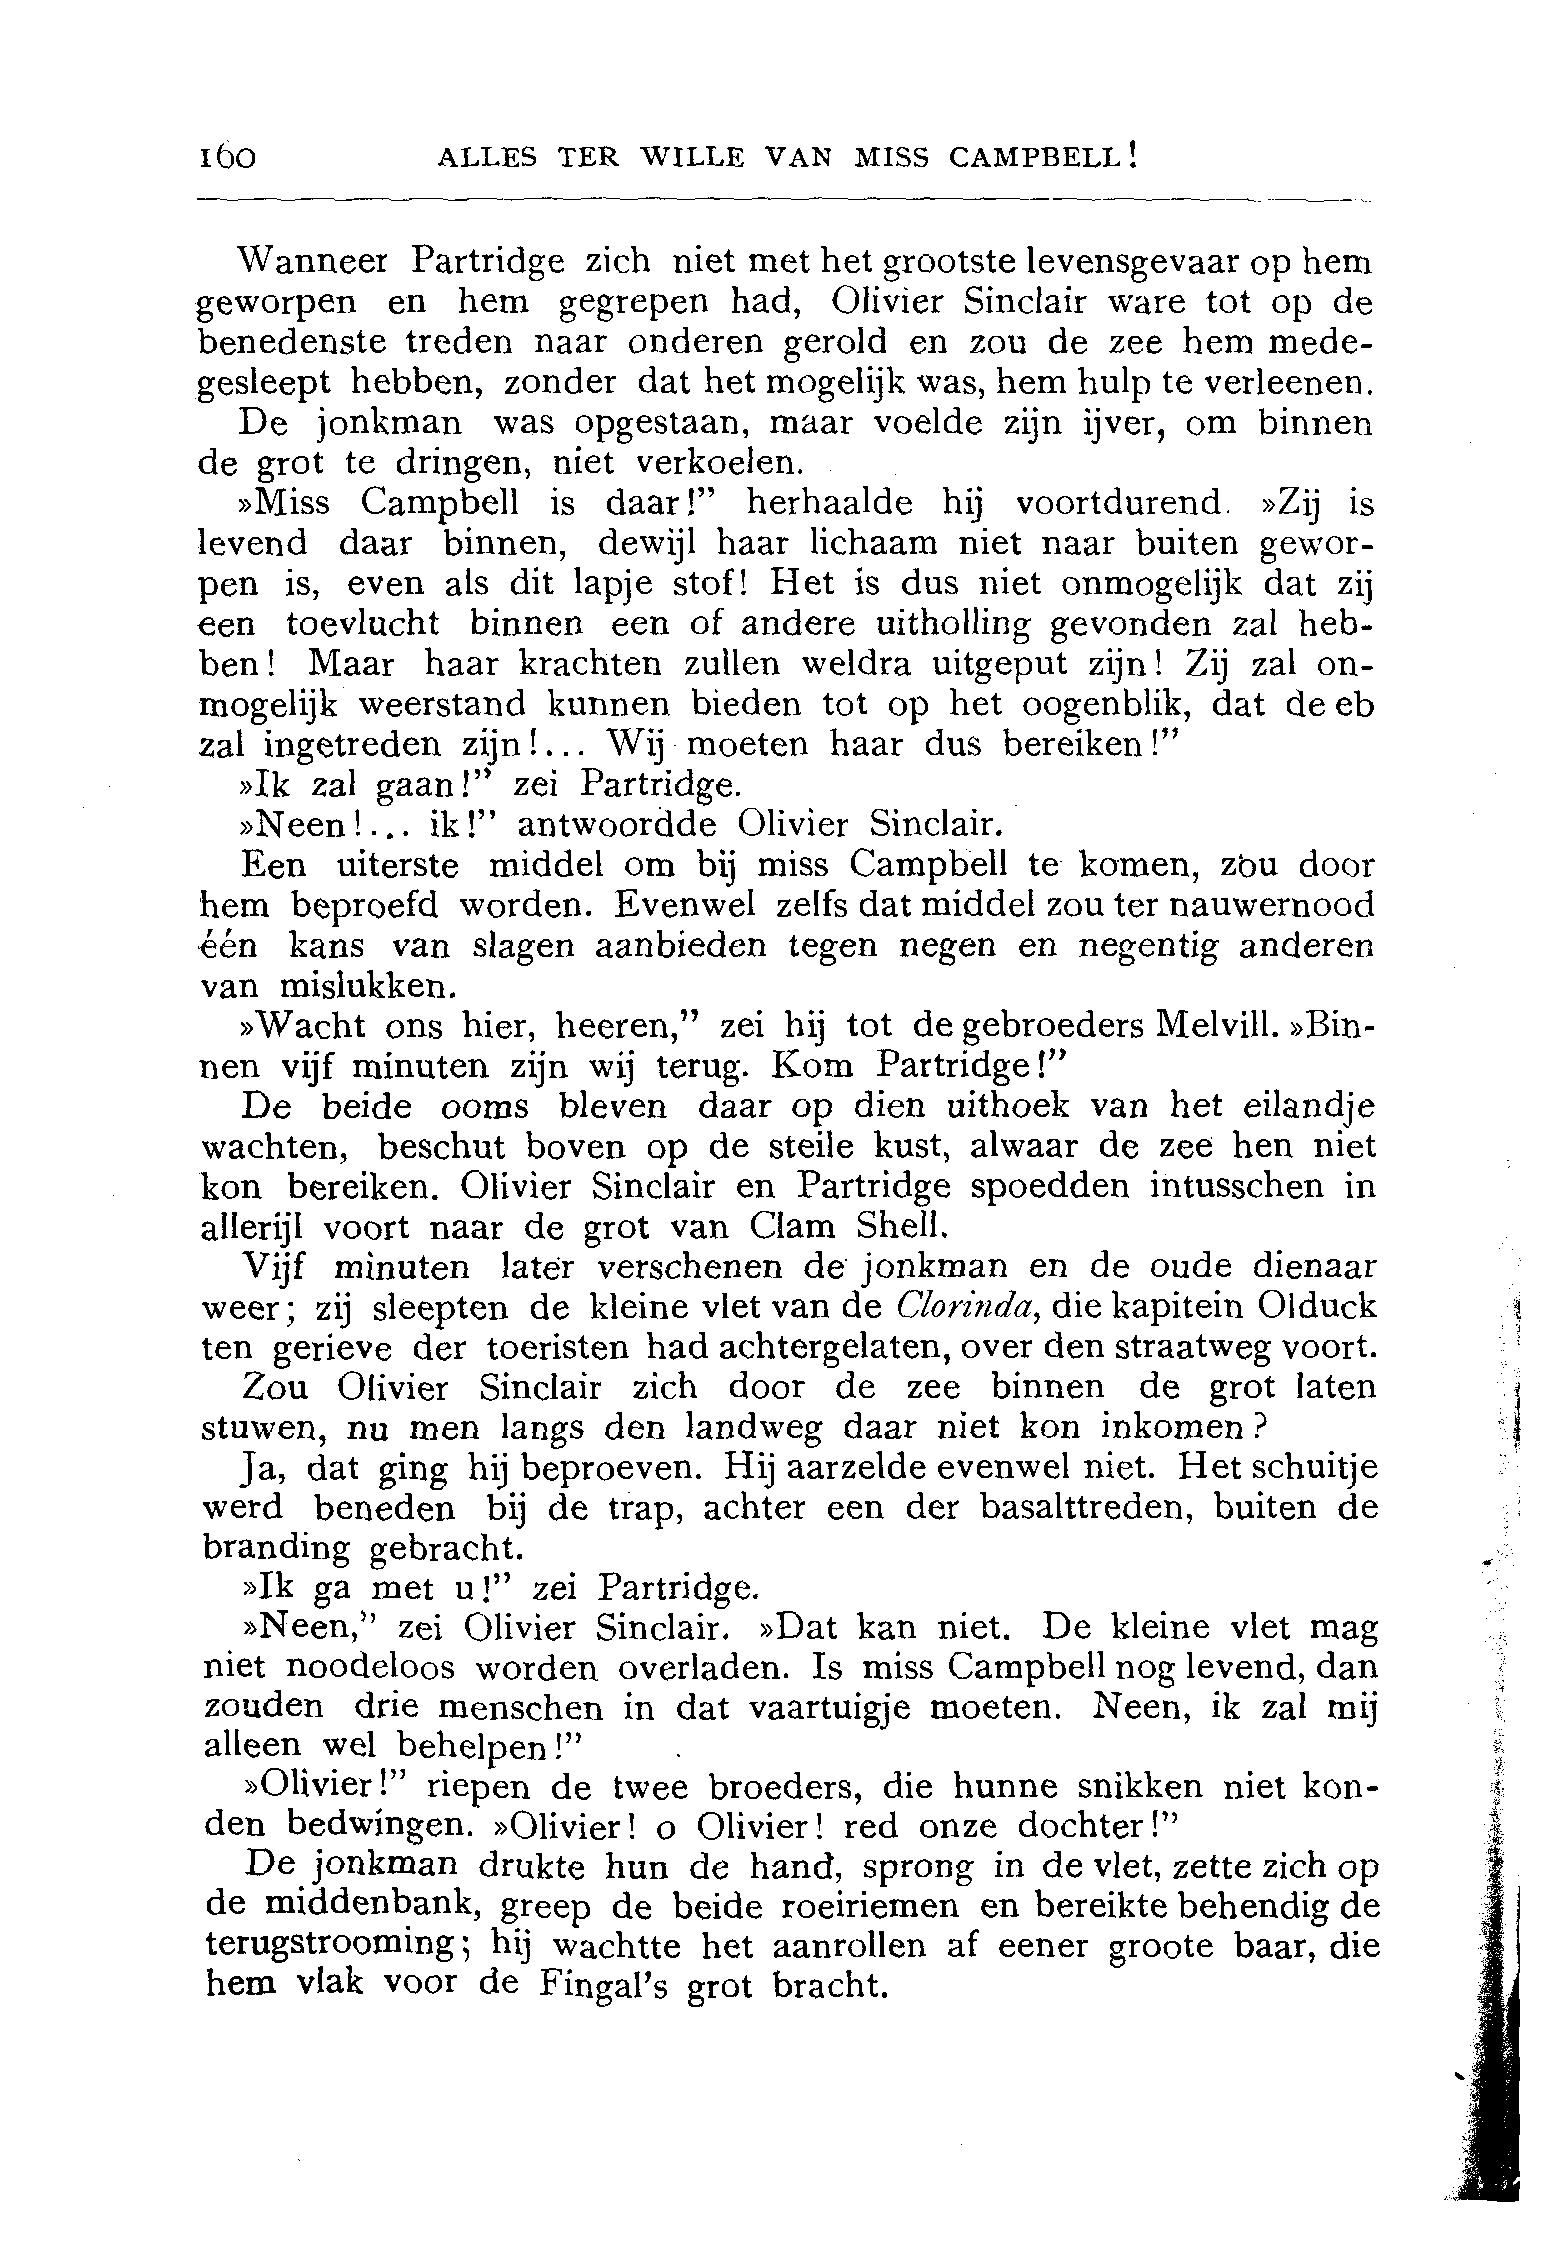 160 ALLES TER WILLE VAN MISS CAMPBELL!
Wanneer Partridge zich niet met het grootste levensgevaar op hem
geworpen en hem gegrepen had, Olivier Sinclair ware tot op de
benedenste treden naar onderen gerold en zou de zee hem mede-
gesleept hebben, zonder dat het mogelijk was, hem hulp te verleenen.
De jonkman was opgestaan, maar voelde zijn ijver, om binnen
de grot te dringen, niet verkoelen.
»Miss Campbell is daar!” herhaalde hij voortdurend. »Zij is
levend daar binnen, dewijl haar lichaam niet naar buiten gewor-
pen is, even als dit lapje stof! Het is dus niet onmogelijk dat zij
een toevlucht binnen een of andere uitholling gevonden zal heb-
ben! Maar haar krachten zullen weldra uitgeput zijn! Zij zal on-
mogelijk weerstand kunnen bieden tot op het oogenblik, dat de eb
zal ingetreden zijn!... Wij moeten haar dus bereiken!”
»Ik zal gaan!” zei Partridge.
»Neen!... ik!” antwoordde Olivier Sinclair.
Een uiterste middel om bij miss Campbell te komen, zou door
hem beproefd worden. Evenwel zelfs dat middel zou ter nauwernood
één kans van slagen aanbieden tegen negen en negentig anderen
van mislukken.
»Wacht ons hier, heeren,” zei hij tot de gebroeders Melvill. »Bin-
nen vijf minuten zijn wij terug. Kom Partridge!”
De beide ooms bleven daar op dien uithoek van het eilandje
wachten, beschut boven op de steile kust, alwaar de zee hen niet
kon bereiken. Olivier Sinclair en Partridge spoedden intusschen in
allerijl voort naar de grot van Clam Shell.
Vijf minuten later verschenen de jonkman en de oude dienaar
weer; zij sleepten de kleine vlet van de Clorinda, die kapitein Olduck
ten gerieve der toeristen had achtergelaten, over den straatweg voort.
Zou Olivier Sinclair zich door de zee binnen de grot laten
stuwen, nu men langs den landweg daar niet kon inkomen?
Ja, dat ging hij beproeven. Hij aarzelde evenwel niet. Het schuitje
werd beneden bij de trap, achter een der basalttreden, buiten de
branding gebracht.
»Ik ga met u!” zei Partridge.
»Neen,” zei Olivier Sinclair. »Dat kan niet. De kleine vlet mag
niet noodeloos worden overladen. Is miss Campbell nog levend, dan
zouden drie menschen in dat vaartuigje moeten. Neen, ik zal mij
alleen wel behelpen!”
»Olivier!” riepen de twee broeders, die hunne snikken niet kon-
den bedwingen. »Olivier! o Olivier! red onze dochter!”
De jonkman drukte hun de hand, sprong in de vlet, zette zich op
de middenbank, greep de beide roeiriemen en bereikte behendig de
terugstrooming; hij wachtte het aanrollen af eener groote baar, die
hem vlak voor de Fingal’s grot bracht.